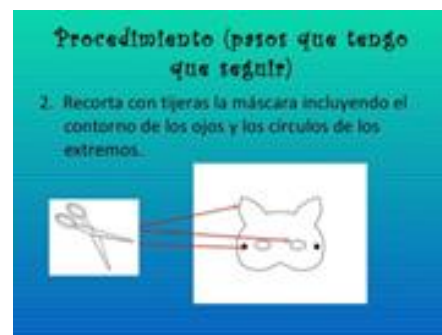 Procedimiento (pasos que tengo
que seguir)
2. Recorta con tijeras la máscara incluyendo el
contorno de los ojos y los círculos de los
extremos.